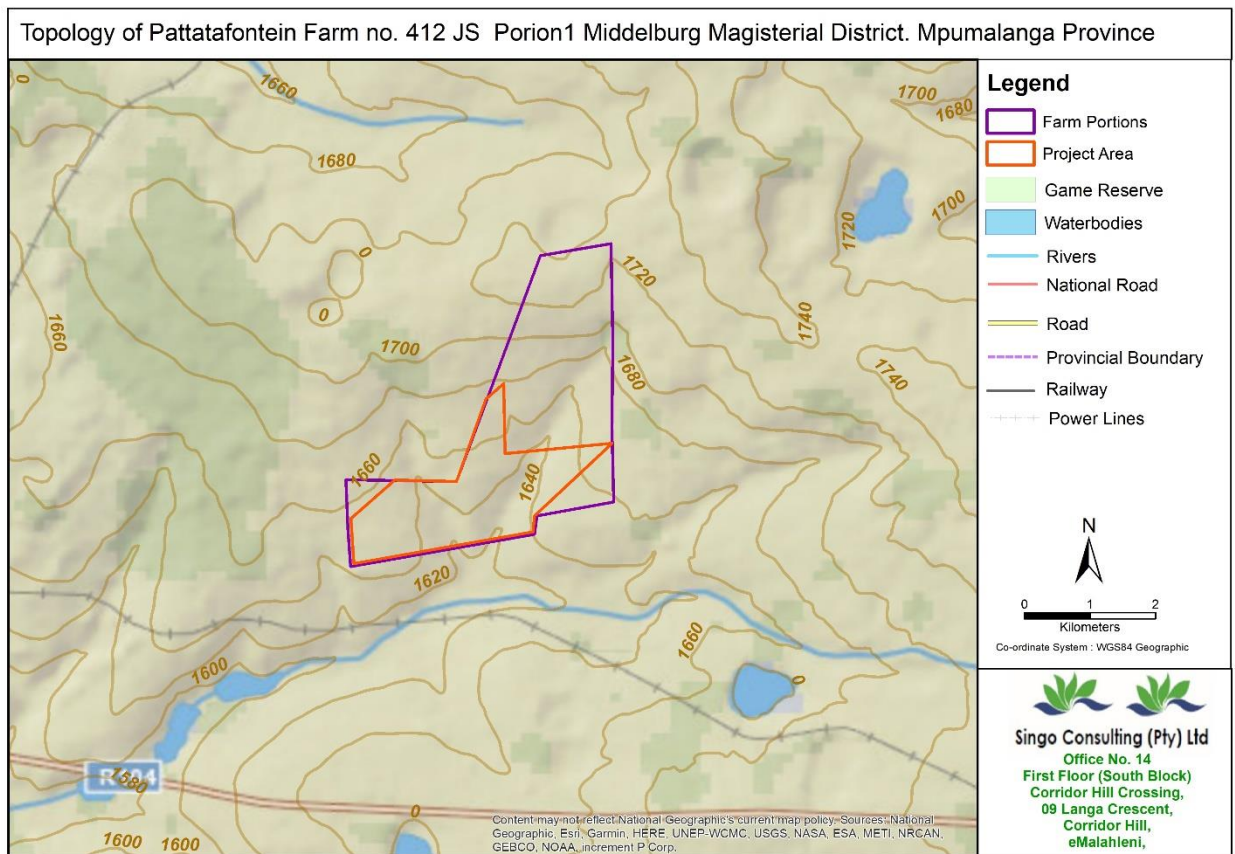 Topology of Pattatafontein Farm no. 412 JS Porion1 Middelburg Magisterial District. Mpumalanga Province
0
1660
1700
1680
1680
1700
1720
0
1720
0
1740
1660
1700
1680
1740
1660
1640
1620
1660
0
1600
1580
0
1600
1600
Content may not reflect National Geographic's current map policy. Sources: National
Geographic, Esri, Garmin, HERE, UNEP-WCMC, USGS, NASA, ESA, METI, NRCAN,
GEBCO, NOAA, increment P Corp.
Legend
Farm Portions
Project Area
Game Reserve
Waterbodies
Rivers
National Road
Road
Provincial Boundary
Railway
Power Lines
N
0 1 2
Kilometers
Co-ordinate System : WGS84 Geographic
Singo Consulting (Pty) Ltd
Office No. 14
First Floor (South Block)
Corridor Hill Crossing,
09 Langa Crescent,
Corridor Hill,
eMalahleni,